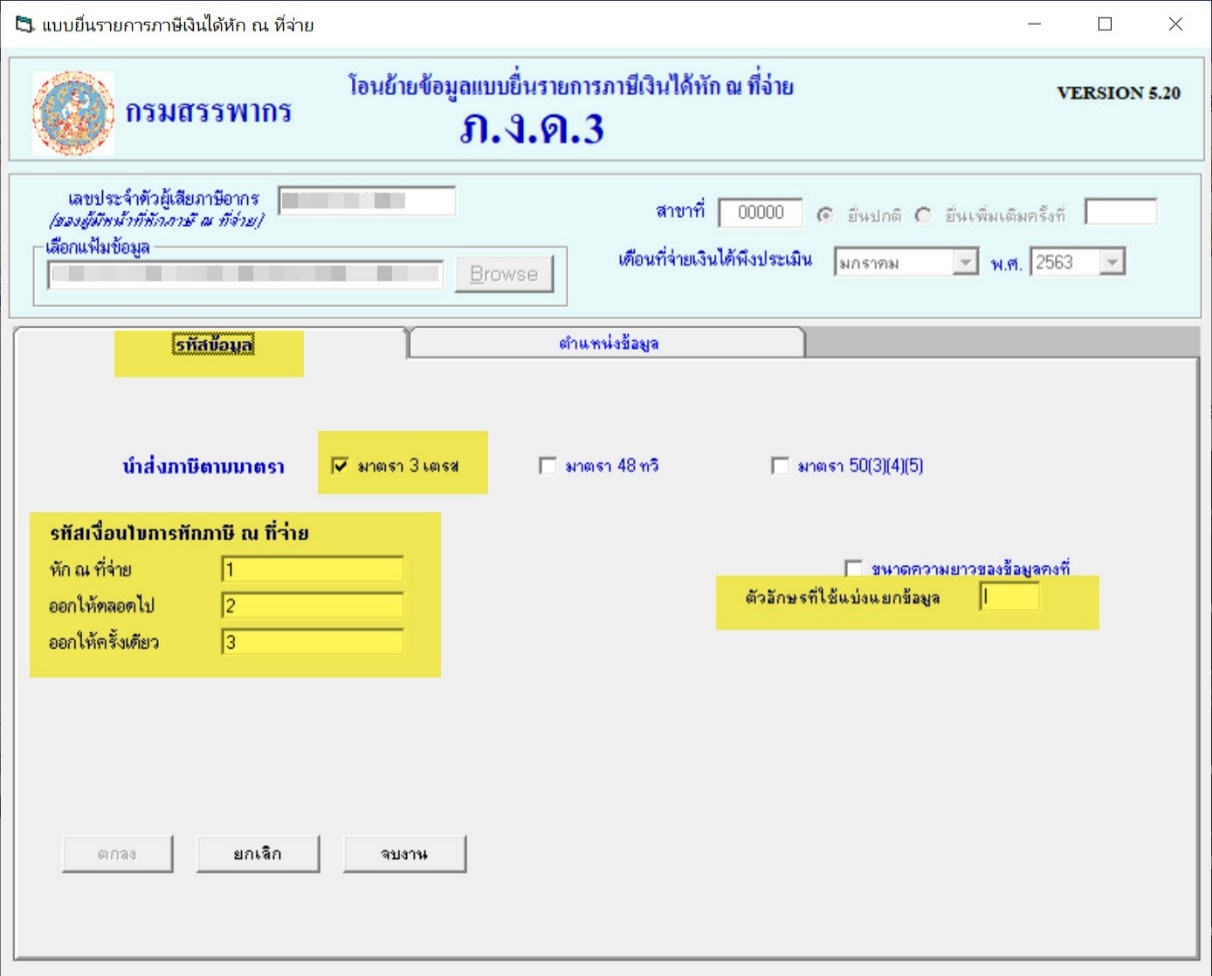 แบบยื่นรายการภาษีเงินได้หัก ณ ที่จ่าย
กรมสรรพากร
โอนย้ายข้อมูลแบบยื่นรายการภาษีเงินได้หัก ณ ที่จ่าย
ภ.ง.ด.3
VERSION 5.20
เลขประจำตัวผู้เสียภาษีอากร
(ของผู้มีหน้าที่หักภาษี ณ ที่จ่าย)
สาขาที่ 00000 ยื่นปกติ ยื่นเพิ่มเติมครั้งที่
เลือกแฟ้มข้อมูล
Browse
เดือนที่จ่ายเงินได้พึงประเมิน มกราคม พ.ศ. 2563
รหัสข้อมูล ตำแหน่งข้อมูล
นำส่งภาษีตามมาตรา มาตรา 3 เตรส มาตรา 48 ทวิ มาตรา 50(3)(4)(5)
รหัสเงื่อนไขการหักภาษี ณ ที่จ่าย
หัก ณ ที่จ่าย 1
ออกให้ตลอดไป 2
ออกให้ครั้งเดียว 3
ขนาดความยาวของข้อมูลคงที่
ตัวอักษรที่ใช้แบ่งแยกข้อมูล |
ตกลง ยกเลิก จบงาน